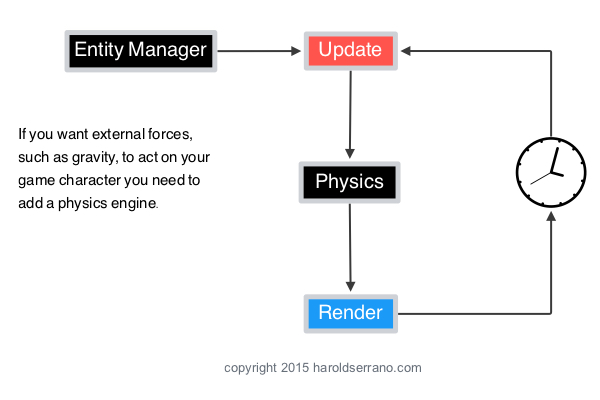 Entity Manager
Update
If you want external forces,
such as gravity, to act on your
game character you need to
add a physics engine.
Physics
Render
copyright 2015 haroldserrano.com